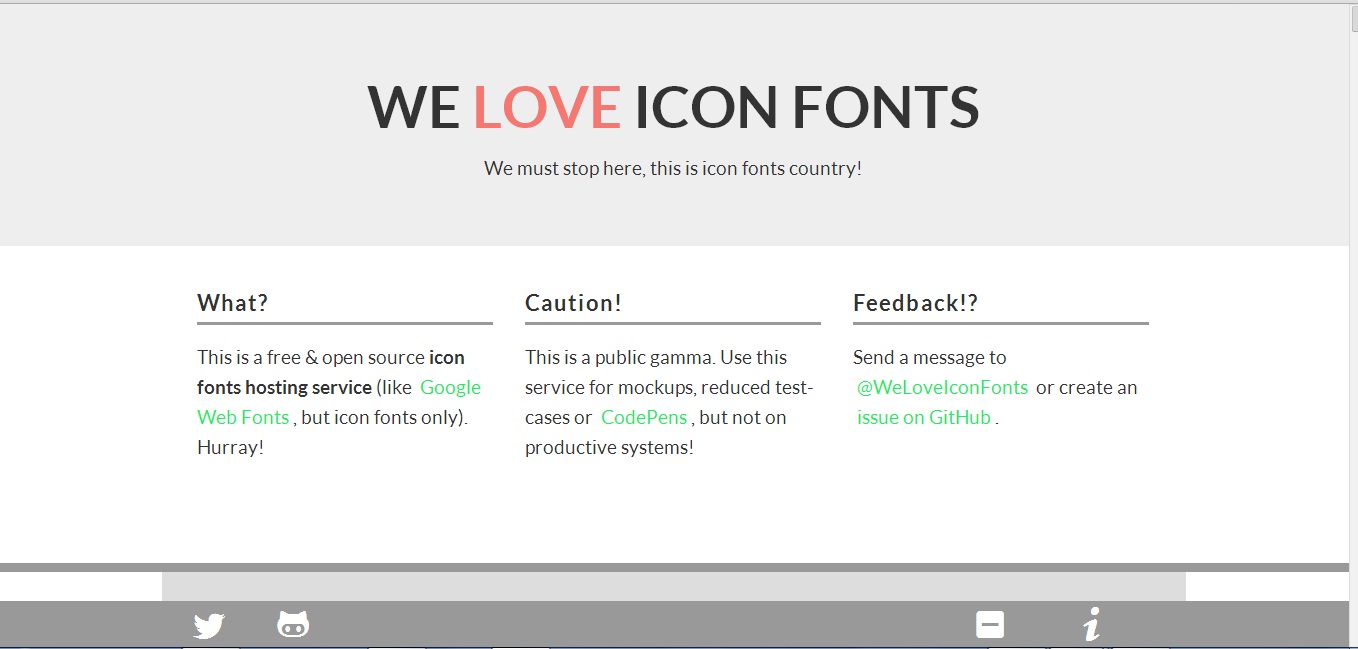 WE LOVE ICON FONTS
We must stop here, this is icon fonts country!
What?
This is a free & open source icon
fonts hosting service (like Google
Web Fonts , but icon fonts only).
Hurray!
Caution!
This is a public gamma. Use this
service for mockups, reduced test-
cases or CodePens , but not on
productive systems!
Feedback!?
Send a message to
@WeLoveIconFonts or create an
issue on GitHub .